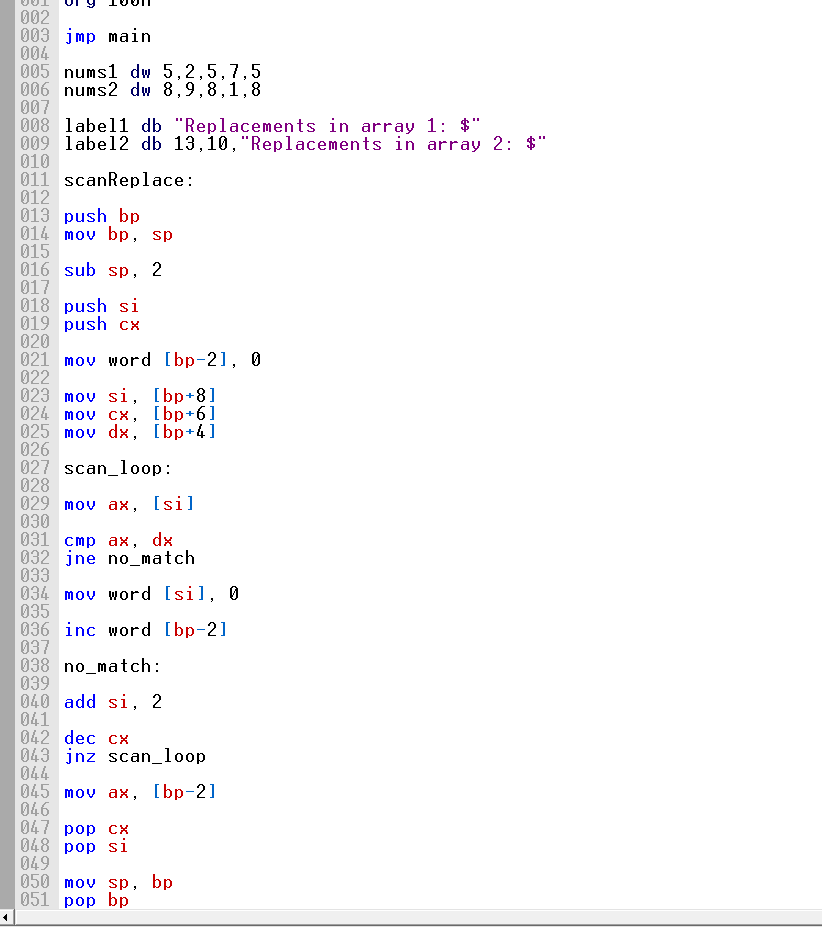 001 org 100h
002
003 jmp main
004
005 nums1 dw 5,2,5,7,5
006 nums2 dw 8,9,8,1,8
007
008 label1 db "Replacements in array 1: $"
009 label2 db 13,10,"Replacements in array 2: $"
010
011 scanReplace:
012
013 push bp
014 mov bp, sp
015
016 sub sp, 2
017
018 push si
019 push cx
020
021 mov word [bp-2], 0
022
023 mov si, [bp+8]
024 mov cx, [bp+6]
025 mov dx, [bp+4]
026
027 scan_loop:
028
029 mov ax, [si]
030
031 cmp ax, dx
032 jne no_match
033
034 mov word [si], 0
035
036 inc word [bp-2]
037
038 no_match:
039
040 add si, 2
041
042 dec cx
043 jnz scan_loop
044
045 mov ax, [bp-2]
046
047 pop cx
048 pop si
049
050 mov sp, bp
051 pop bp